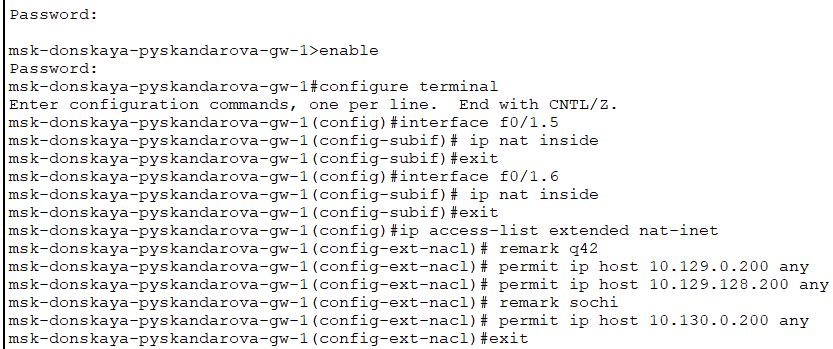 Password:
msk-donskaya-pyskandarova-gw-1>enable
Password:
msk-donskaya-pyskandarova-gw-1#configure terminal
Enter configuration commands, one per line.  End with CNTL/Z.
msk-donskaya-pyskandarova-gw-1(config)#interface f0/1.5
msk-donskaya-pyskandarova-gw-1(config-subif)# ip nat inside
msk-donskaya-pyskandarova-gw-1(config-subif)#exit
msk-donskaya-pyskandarova-gw-1(config)#interface f0/1.6
msk-donskaya-pyskandarova-gw-1(config-subif)# ip nat inside
msk-donskaya-pyskandarova-gw-1(config-subif)#exit
msk-donskaya-pyskandarova-gw-1(config)#ip access-list extended nat-inet
msk-donskaya-pyskandarova-gw-1(config-ext-nacl)# remark q42
msk-donskaya-pyskandarova-gw-1(config-ext-nacl)# permit ip host 10.129.0.200 any
msk-donskaya-pyskandarova-gw-1(config-ext-nacl)# permit ip host 10.129.128.200 any
msk-donskaya-pyskandarova-gw-1(config-ext-nacl)# remark sochi
msk-donskaya-pyskandarova-gw-1(config-ext-nacl)# permit ip host 10.130.0.200 any
msk-donskaya-pyskandarova-gw-1(config-ext-nacl)#exit